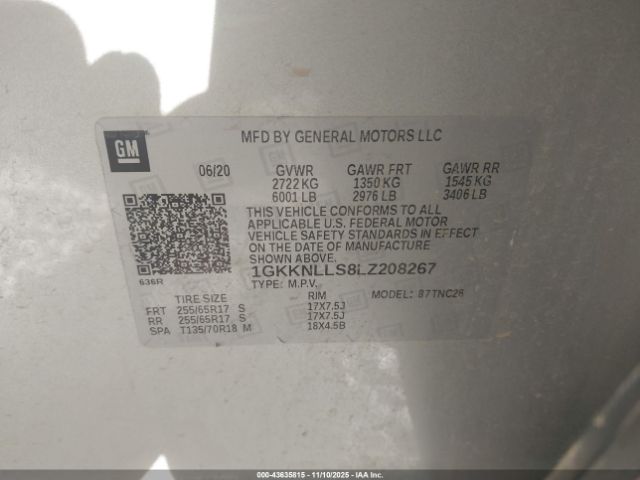 GM
MFD BY GENERAL MOTORS LLC
06/20 GVWR GAWR FRT GAWR RR
2722 KG 1350 KG 1545 KG
6001 LB 2976 LB 3406 LB
THIS VEHICLE CONFORMS TO ALL
APPLICABLE U.S. FEDERAL MOTOR
VEHICLE SAFETY STANDARDS IN EFFECT
ON THE DATE OF MANUFACTURE SHOWN ABOVE.
636R
1GKKNLLS8LZ208267
TYPE: M.P.V. MODEL:
TIRE SIZE RIM
FRT 255/65R17 S 17X7.5J
RR 255/65R17 S 17X7.5J
SPA T135/70R18 M 18X4.5B
000-43635815 - 11/10/2025 - IAAI.COM